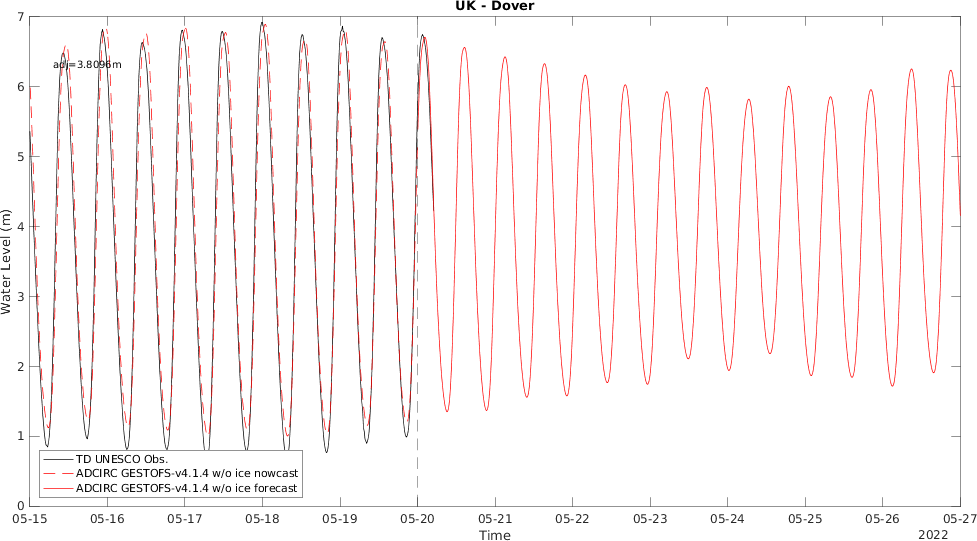 UK - Dover
7
6
5
4
3
2
1
0
Water Level (m)
adj=3.8096m
TD UNESCO Obs.
ADCIRC GESTOFS-v4.1.4 w/o ice nowcast
ADCIRC GESTOFS-v4.1.4 w/o ice forecast
05-15 05-16 05-17 05-18 05-19 05-20 05-21 05-22 05-23 05-24 05-25 05-26 05-27
Time
2022